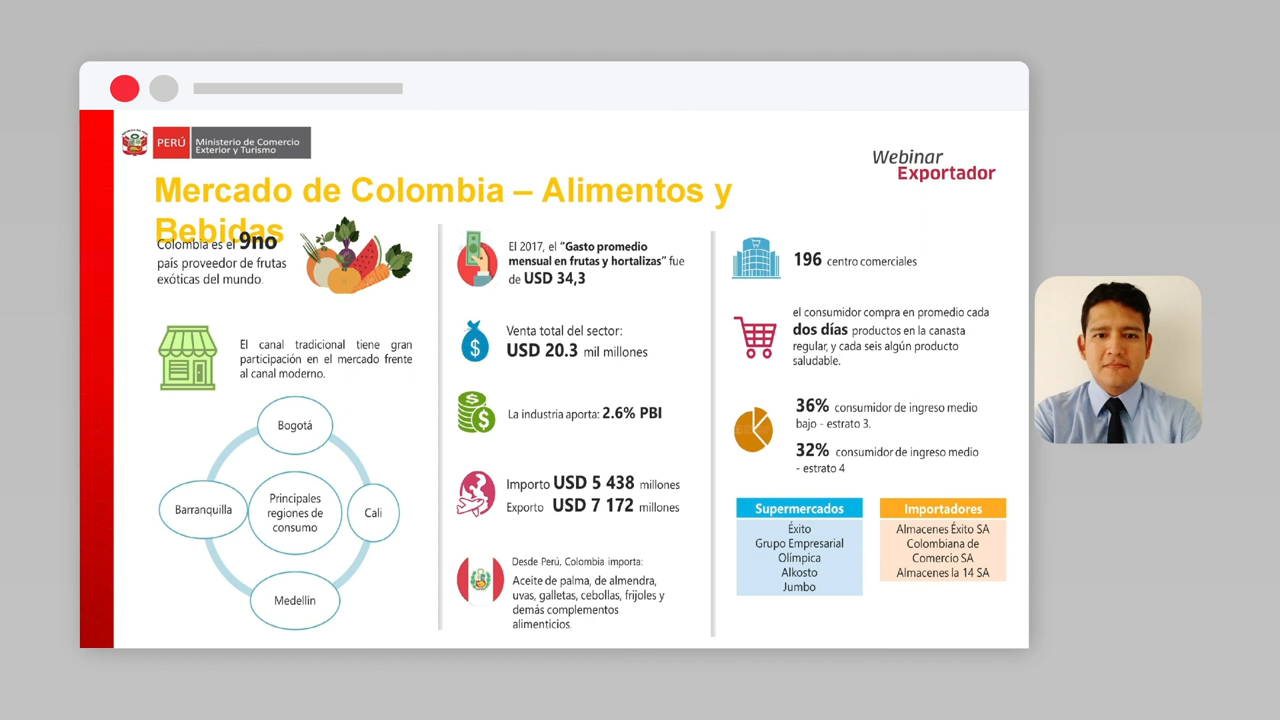 PERÚ
Ministerio de Comercio
Exterior y Turismo
Webinar
Exportador
Mercado de Colombia – Alimentos y
Bebidas
Colombia es el 9no
país proveedor de frutas
exóticas del mundo.
El canal tradicional tiene gran
participación en el mercado frente
al canal moderno.
Bogotá
Barranquilla
Principales
regiones de
consumo
Cali
Medellín
El 2017, el “Gasto promedio
mensual en frutas y hortalizas” fue
de USD 34,3
Venta total del sector:
USD 20.3 mil millones
La industria aporta: 2.6% PBI
Importo USD 5 438 millones
Exporto USD 7 172 millones
Desde Perú, Colombia importa:
Aceite de palma, de almendra,
uvas, galletas, cebollas, frijoles y
demás complementos
alimenticios.
196 centro comerciales
el consumidor compra en promedio cada
dos días productos en la canasta
regular, y cada seis algún producto
saludable.
36% consumidor de ingreso medio
bajo - estrato 3.
32% consumidor de ingreso medio
- estrato 4
Supermercados
Éxito
Grupo Empresarial
Olímpica
Alkosto
Jumbo
Importadores
Almacenes Éxito SA
Colombiana de
Comercio SA
Almacenes la 14 SA